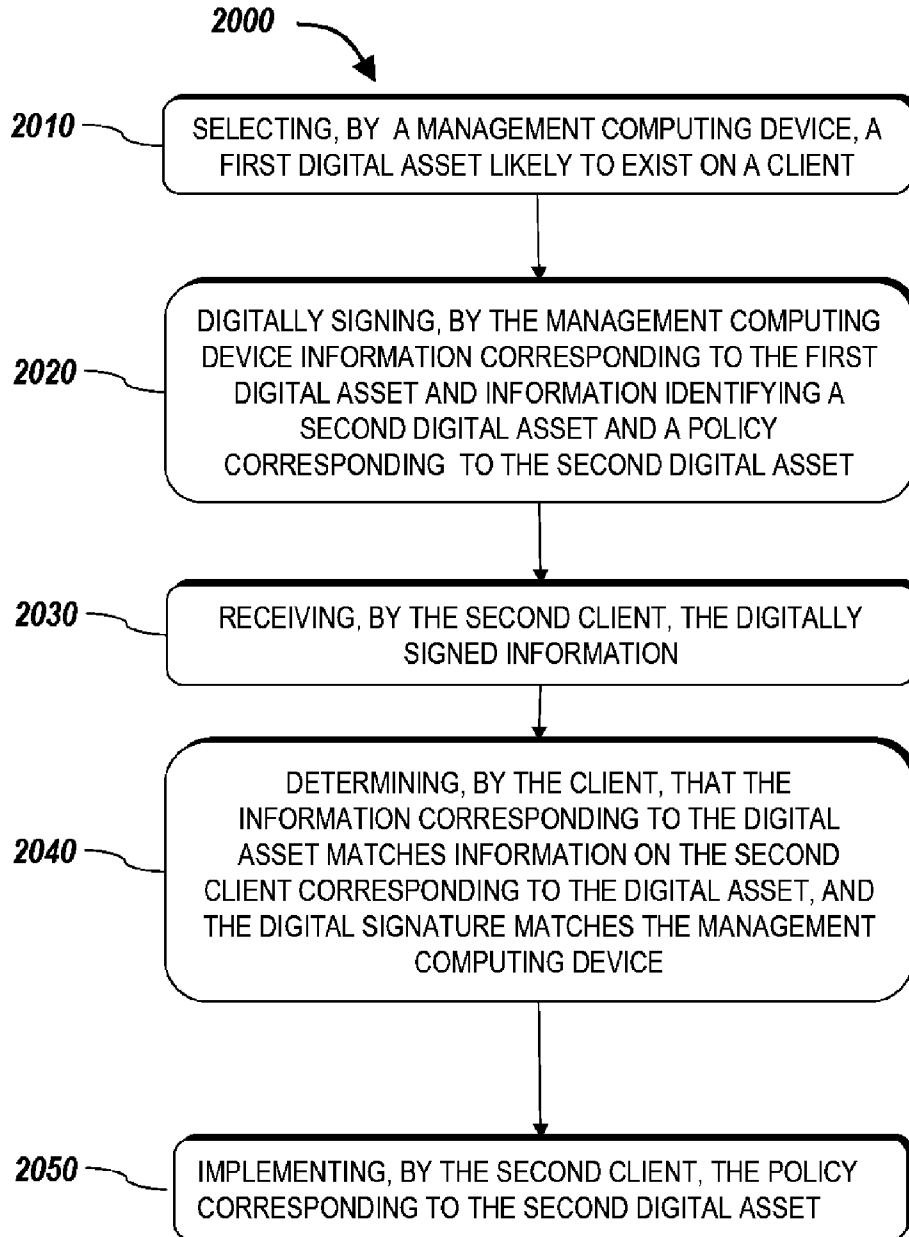 2000
2010
SELECTING, BY A MANAGEMENT COMPUTING DEVICE, A
FIRST DIGITAL ASSET LIKELY TO EXIST ON A CLIENT
2020
DIGITALLY SIGNING, BY THE MANAGEMENT COMPUTING
DEVICE INFORMATION CORRESPONDING TO THE FIRST
DIGITAL ASSET AND INFORMATION IDENTIFYING A
SECOND DIGITAL ASSET AND A POLICY
CORRESPONDING TO THE SECOND DIGITAL ASSET
2030
RECEIVING, BY THE SECOND CLIENT, THE DIGITALLY
SIGNED INFORMATION
2040
DETERMINING, BY THE CLIENT, THAT THE
INFORMATION CORRESPONDING TO THE DIGITAL
ASSET MATCHES INFORMATION ON THE SECOND
CLIENT CORRESPONDING TO THE DIGITAL ASSET, AND
THE DIGITAL SIGNATURE MATCHES THE MANAGEMENT
COMPUTING DEVICE
2050
IMPLEMENTING, BY THE SECOND CLIENT, THE POLICY
CORRESPONDING TO THE SECOND DIGITAL ASSET